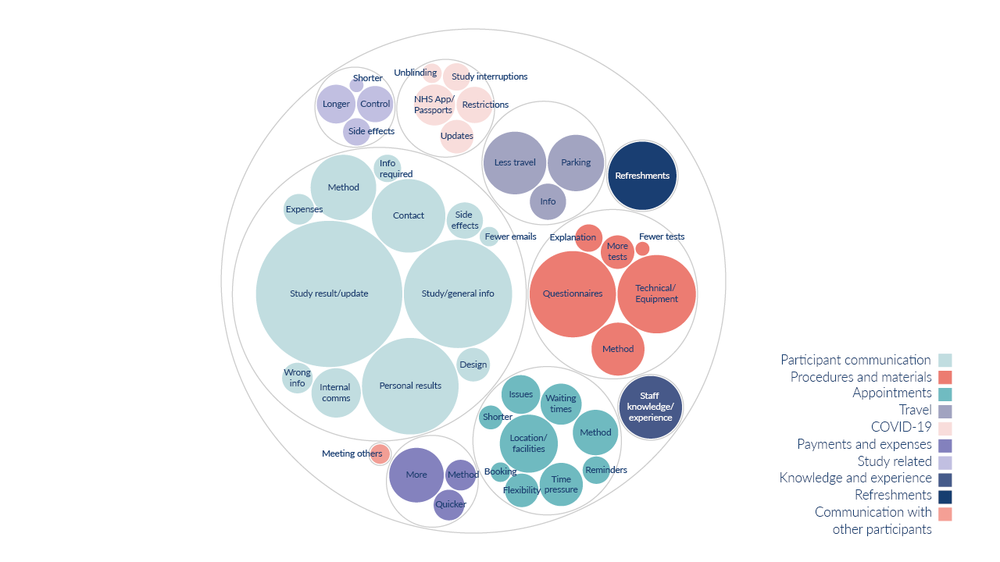 Shorter
Longer
Control
Side effects
Unblinding
Study interruptions
NHS App/
Passports
Restrictions
Updates
Less travel
Parking
Info
Refreshments
Info
required
Method
Expenses
Contact
Side
effects
Fewer emails
Study result/update
Study/general info
Wrong
info
Internal
comms
Personal results
Design
Explanation
More
tests
Fewer tests
Questionnaires
Technical/
Equipment
Method
Staff
knowledge/
experience
Issues
Waiting
times
Shorter
Location/
facilities
Method
Booking
Reminders
Flexibility
Time
pressure
Meeting others
More
Method
Quicker
Participant communication
Procedures and materials
Appointments
Travel
COVID-19
Payments and expenses
Study related
Knowledge and experience
Refreshments
Communication with
other participants